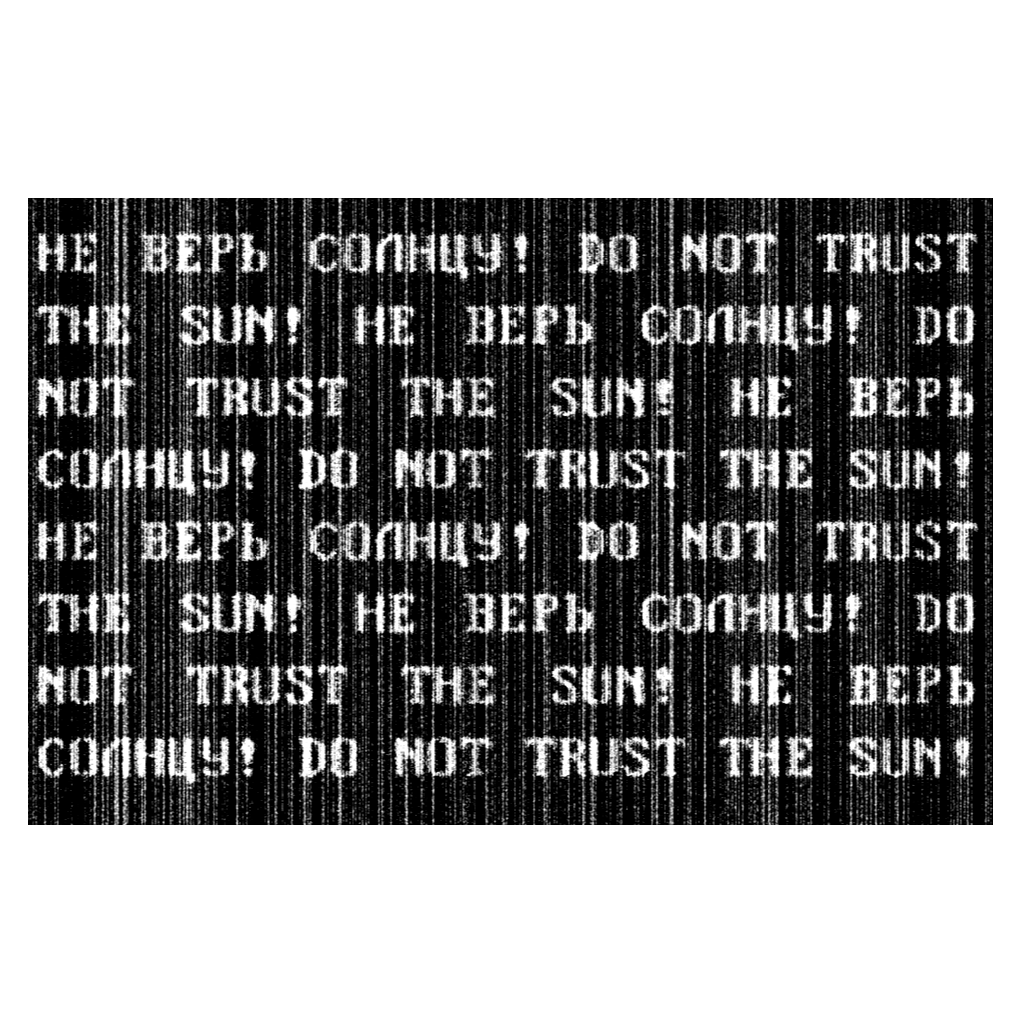 НЕ ВЕРЬ СОЛНЦУ! DO NOT TRUST
THE SUN! НЕ ВЕРЬ СОЛНЦУ! DO
NOT TRUST THE SUN! НЕ ВЕРЬ
СОЛНЦУ! DO NOT TRUST THE SUN!
НЕ ВЕРЬ СОЛНЦУ! DO NOT TRUST
THE SUN! НЕ ВЕРЬ СОЛНЦУ! DO
NOT TRUST THE SUN! НЕ ВЕРЬ
СОЛНЦУ! DO NOT TRUST THE SUN!